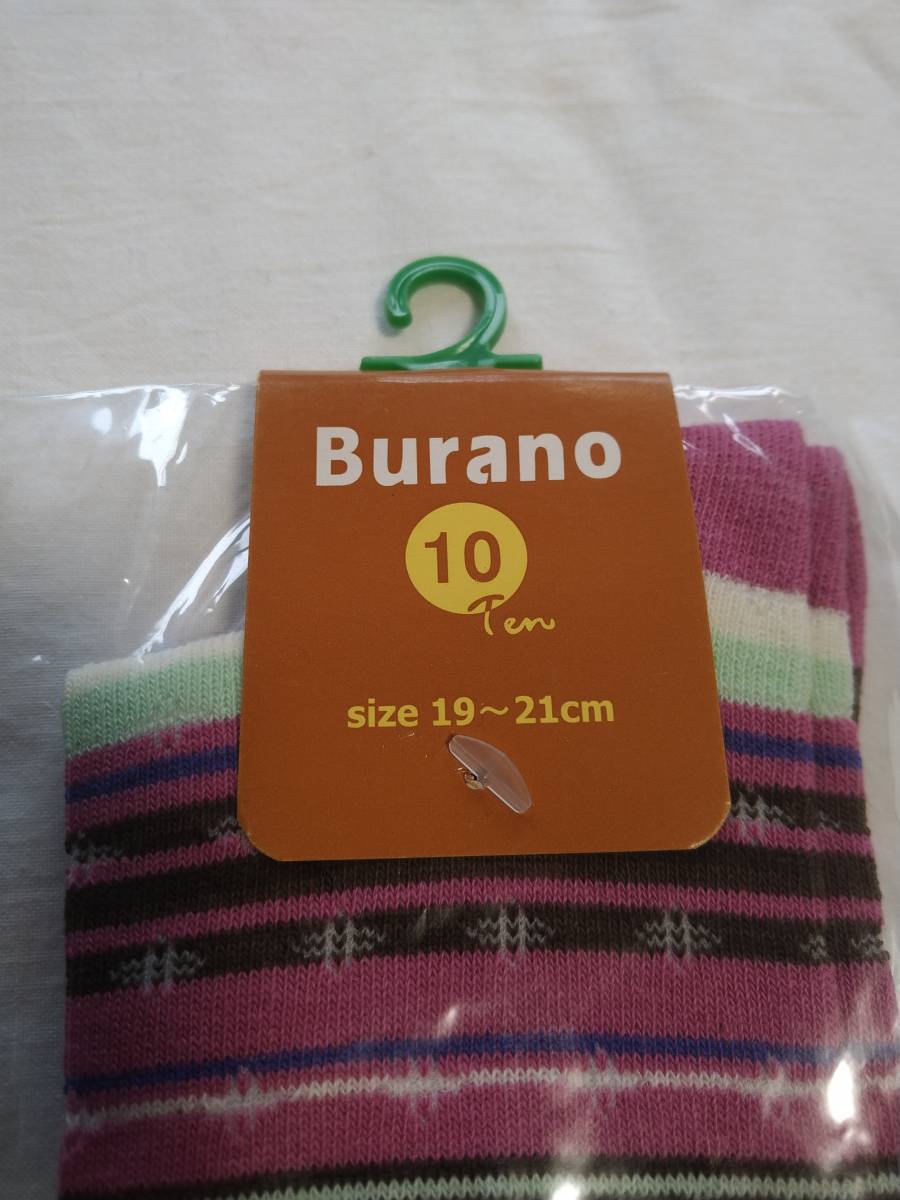 Burano
10
Ten
size 19～21cm